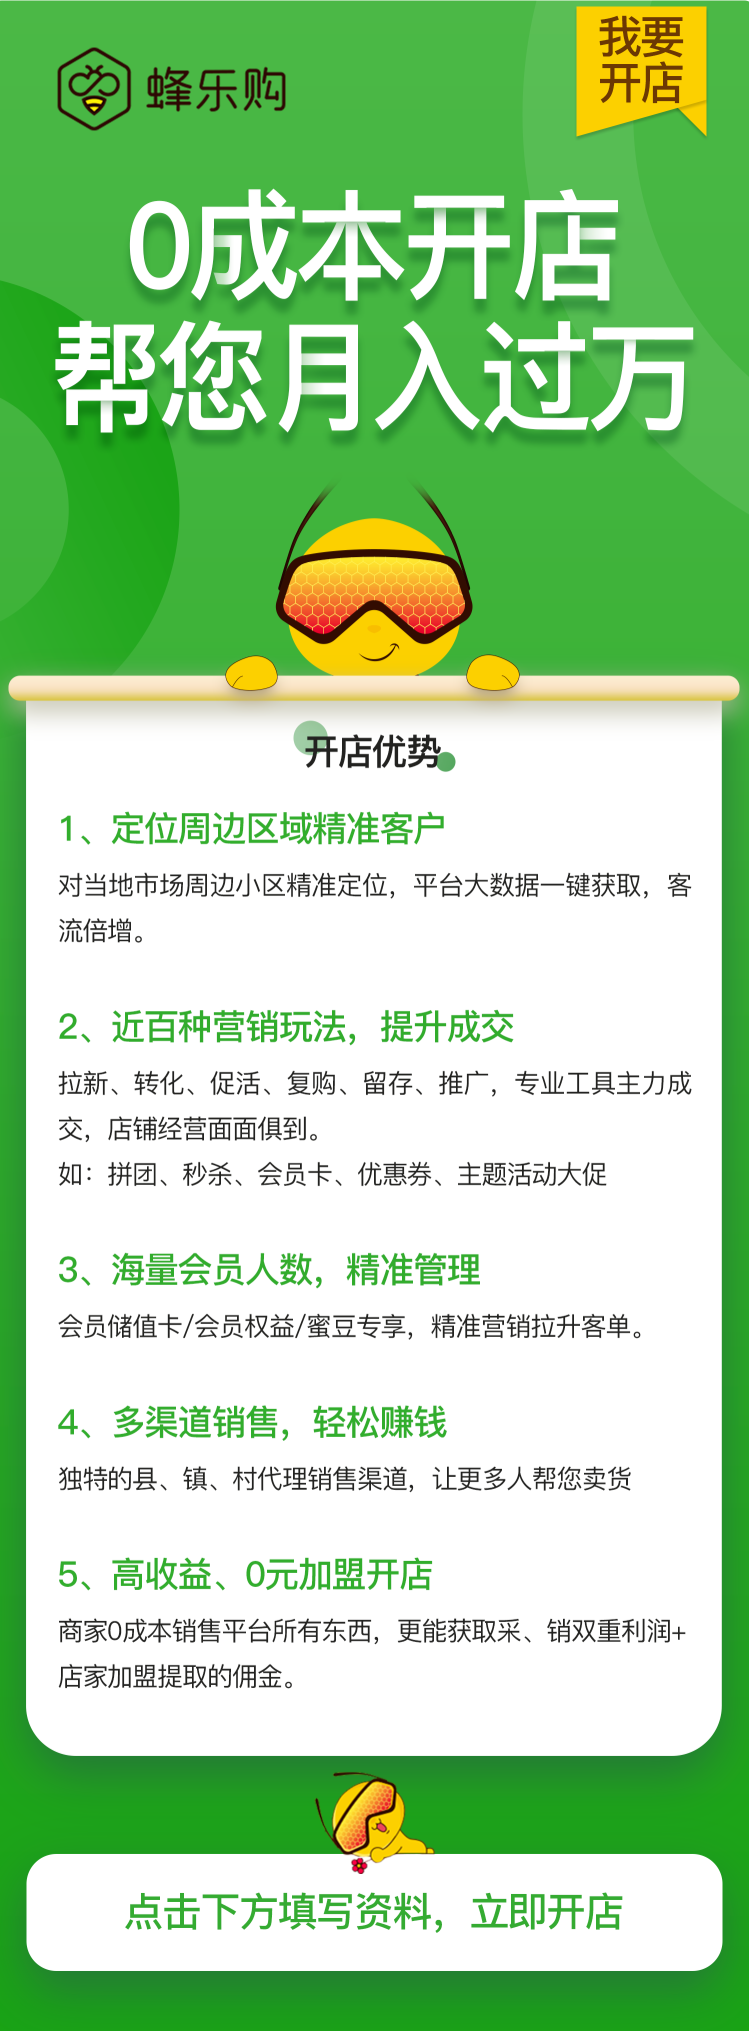 蜂乐购
我要
开店
0成本开店
帮您月入过万
开店优势
1、定位周边区域精准客户
对当地市场周边小区精准定位，平台大数据一键获取，客
流倍增。
2、近百种营销玩法，提升成交
拉新、转化、促活、复购、留存、推广，专业工具主力成
交，店铺经营面面俱到。
如：拼团、秒杀、会员卡、优惠券、主题活动大促
3、海量会员人数，精准管理
会员储值卡/会员权益/蜜豆专享，精准营销拉升客单。
4、多渠道销售，轻松赚钱
独特的县、镇、村代理销售渠道，让更多人帮您卖货
5、高收益、0元加盟开店
商家0成本销售平台所有东西，更能获取采、销双重利润+
店家加盟提取的佣金。
点击下方填写资料，立即开店